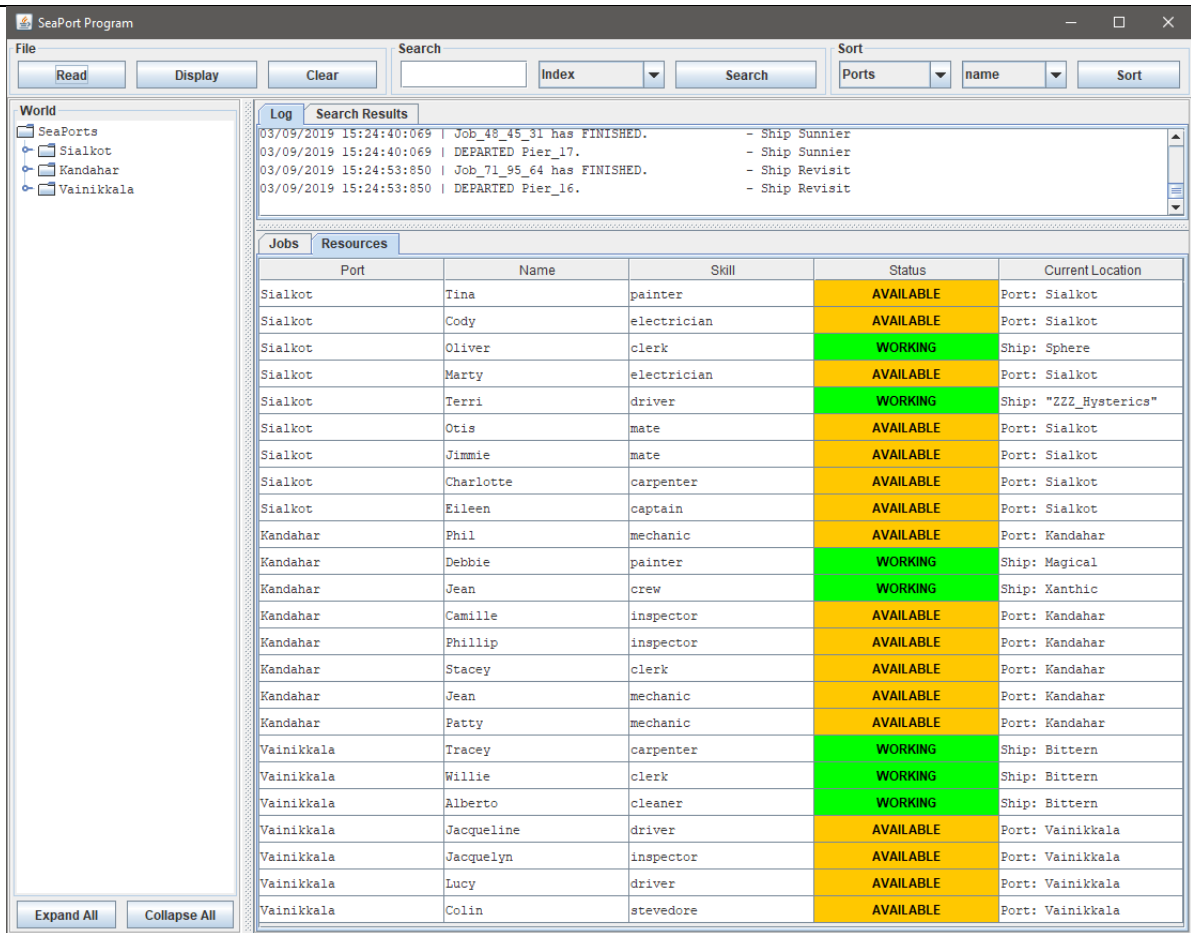 SeaPort Program
File Search Sort
Read Display Clear Index Search Ports name Sort
World
SeaPorts
Sialkot
Kandahar
Vainikkala
Expand All Collapse All
Log Search Results
03/09/2019 15:24:40:069 | Job_48_45_31 has FINISHED. - Ship Sunnier
03/09/2019 15:24:40:069 | DEPARTED Pier_17. - Ship Sunnier
03/09/2019 15:24:53:850 | Job_71_95_64 has FINISHED. - Ship Revisit
03/09/2019 15:24:53:850 | DEPARTED Pier_16. - Ship Revisit
Jobs Resources
Port Name Skill Status Current Location
Sialkot Tina painter AVAILABLE Port: Sialkot
Sialkot Cody electrician AVAILABLE Port: Sialkot
Sialkot Oliver clerk WORKING Ship: Sphere
Sialkot Marty electrician AVAILABLE Port: Sialkot
Sialkot Terri driver WORKING Ship: "ZZZ_Hysterics"
Sialkot Otis mate AVAILABLE Port: Sialkot
Sialkot Jimmie mate AVAILABLE Port: Sialkot
Sialkot Charlotte carpenter AVAILABLE Port: Sialkot
Sialkot Eileen captain AVAILABLE Port: Sialkot
Kandahar Phil mechanic AVAILABLE Port: Kandahar
Kandahar Debbie painter WORKING Ship: Magical
Kandahar Jean crew WORKING Ship: Xanthic
Kandahar Camille inspector AVAILABLE Port: Kandahar
Kandahar Phillip inspector AVAILABLE Port: Kandahar
Kandahar Stacey clerk AVAILABLE Port: Kandahar
Kandahar Jean mechanic AVAILABLE Port: Kandahar
Kandahar Patty mechanic AVAILABLE Port: Kandahar
Vainikkala Tracey carpenter WORKING Ship: Bittern
Vainikkala Willie clerk WORKING Ship: Bittern
Vainikkala Alberto cleaner WORKING Ship: Bittern
Vainikkala Jacqueline driver AVAILABLE Port: Vainikkala
Vainikkala Jacquelyn inspector AVAILABLE Port: Vainikkala
Vainikkala Lucy driver AVAILABLE Port: Vainikkala
Vainikkala Colin stevedore AVAILABLE Port: Vainikkala